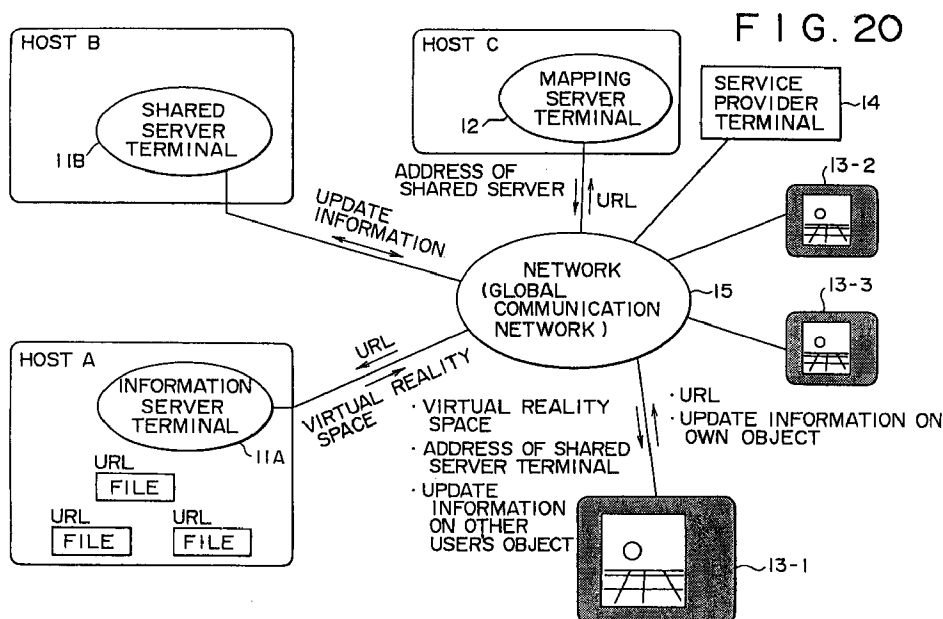 FIG. 20
HOST B
SHARED
SERVER
TERMINAL
11B
HOST C
MAPPING
SERVER
TERMINAL
12
SERVICE
PROVIDER
TERMINAL
14
ADDRESS OF
SHARED SERVER
URL
UPDATE
INFORMATION
13-2
NETWORK
(GLOBAL
COMMUNICATION
NETWORK)
15
13-3
HOST A
INFORMATION
SERVER
TERMINAL
11A
URL
FILE
URL
FILE
URL
FILE
URL
VIRTUAL REALITY
SPACE
· VIRTUAL REALITY
SPACE
· ADDRESS OF SHARED
SERVER TERMINAL
· UPDATE
INFORMATION
ON OTHER
USER'S OBJECT
· URL
· UPDATE INFORMATION ON
OWN OBJECT
13-1